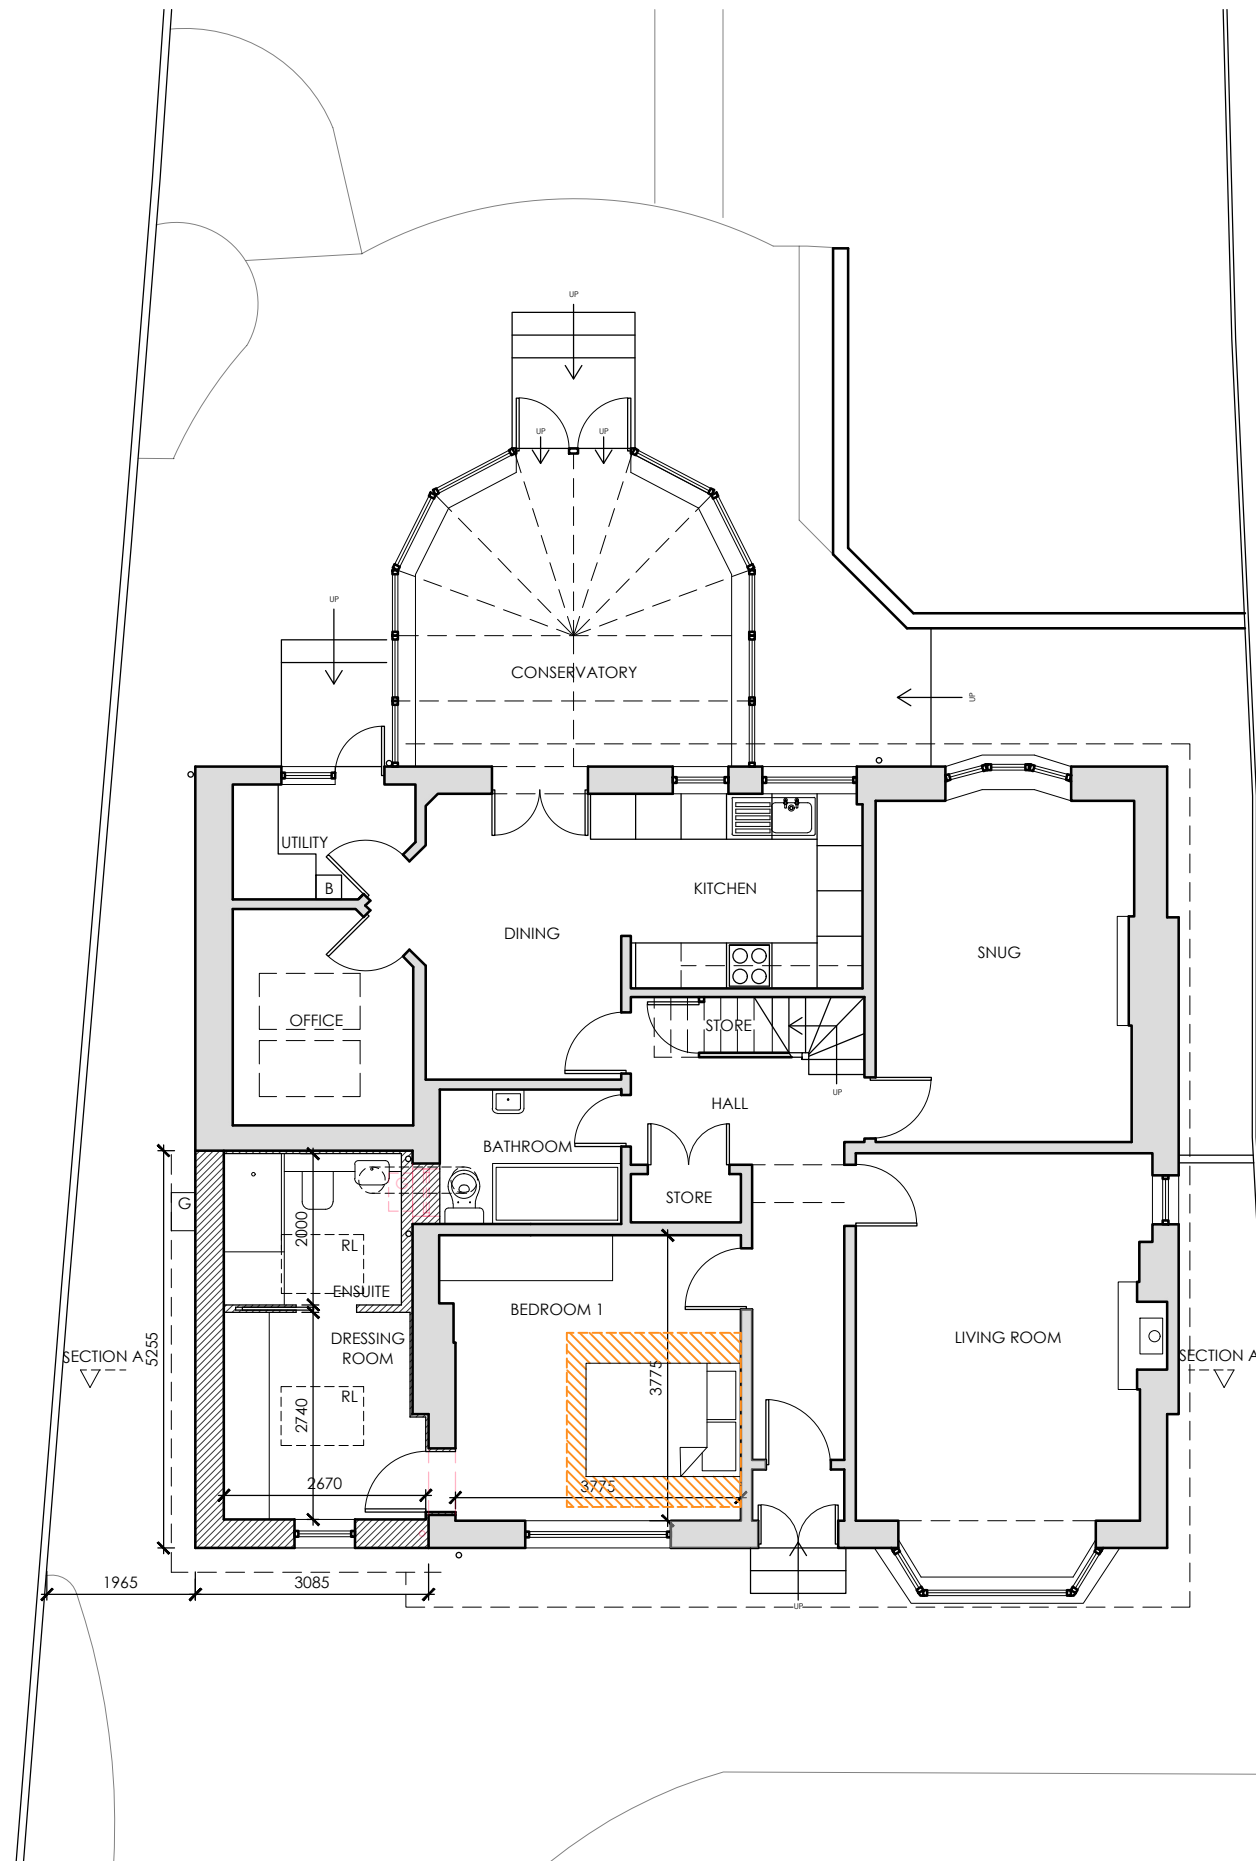 UP
UP
UP
UP
CONSERVATORY
UP
UTILITY
B
KITCHEN
DINING
SNUG
OFFICE
STORE
UP
HALL
BATHROOM
G
STORE
2000
RL
ENSUITE
BEDROOM 1
DRESSING
ROOM
LIVING ROOM
SECTION A
5255
3775
SECTION A
RL
2740
2670
3775
1965
3085
UP